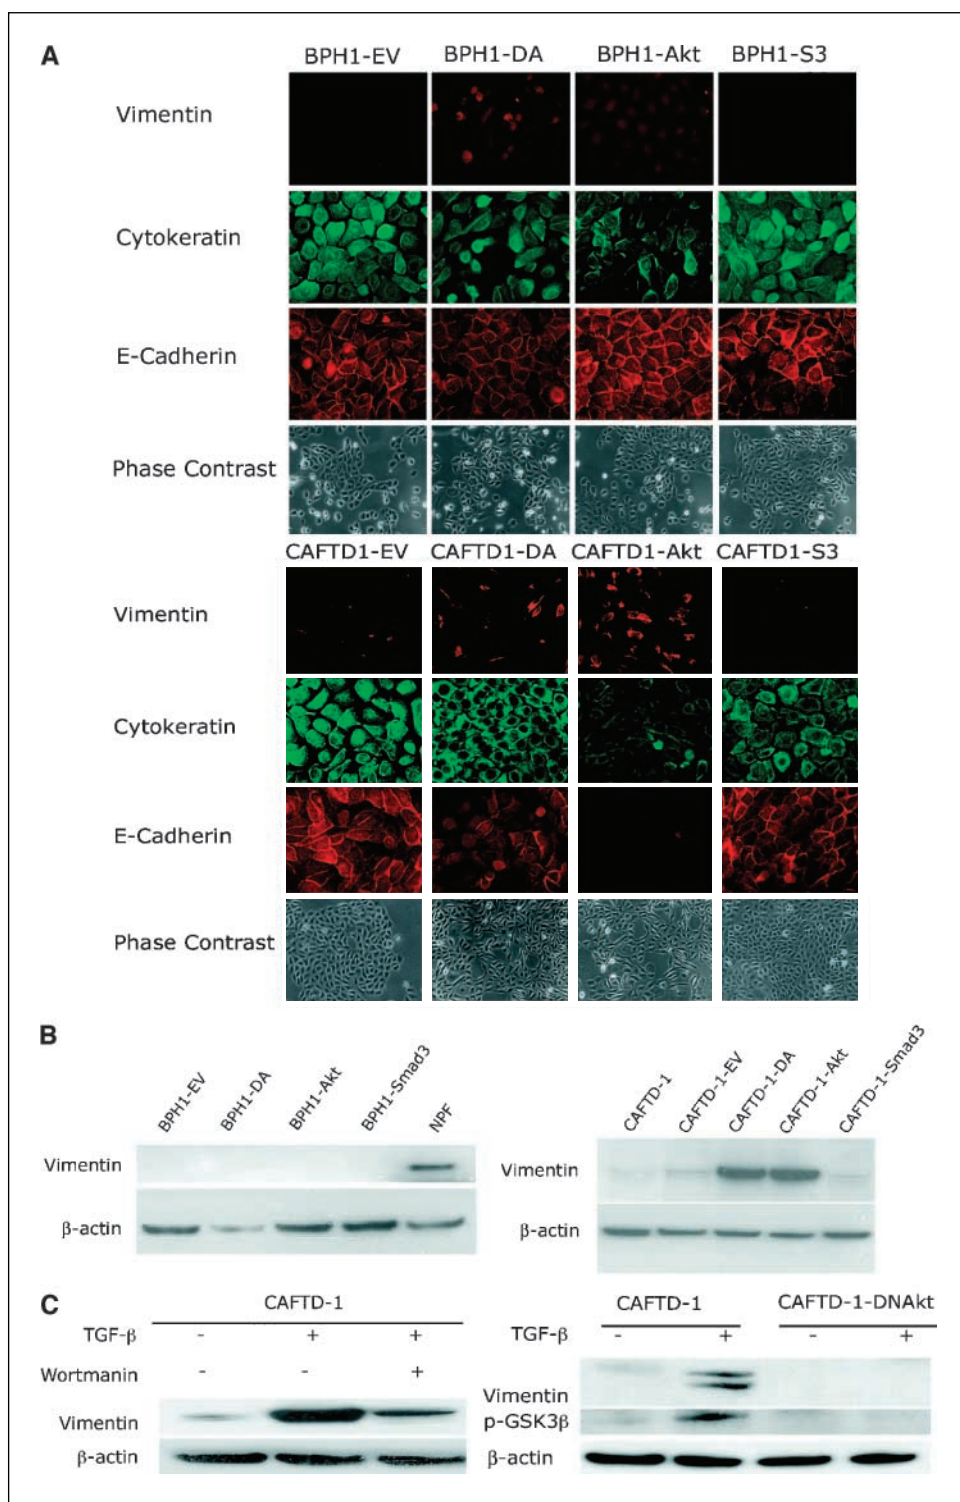 A
BPH1-EV BPH1-DA BPH1-Akt BPH1-S3
Vimentin
Cytokeratin
E-Cadherin
Phase Contrast
CAFTD1-EV CAFTD1-DA CAFTD1-Akt CAFTD1-S3
Vimentin
Cytokeratin
E-Cadherin
Phase Contrast
B
BPH1-EV BPH1-DA BPH1-Akt BPH1-Smad3 NPF
Vimentin
β-actin
CAFTD-1 CAFTD-1-EV CAFTD-1-DA CAFTD-1-Akt CAFTD-1-Smad3
Vimentin
β-actin
C
CAFTD-1
TGF-β - + +
Wortmanin - - +
Vimentin
β-actin
CAFTD-1 CAFTD-1-DNAkt
TGF-β - + - +
Vimentin
p-GSK3β
β-actin